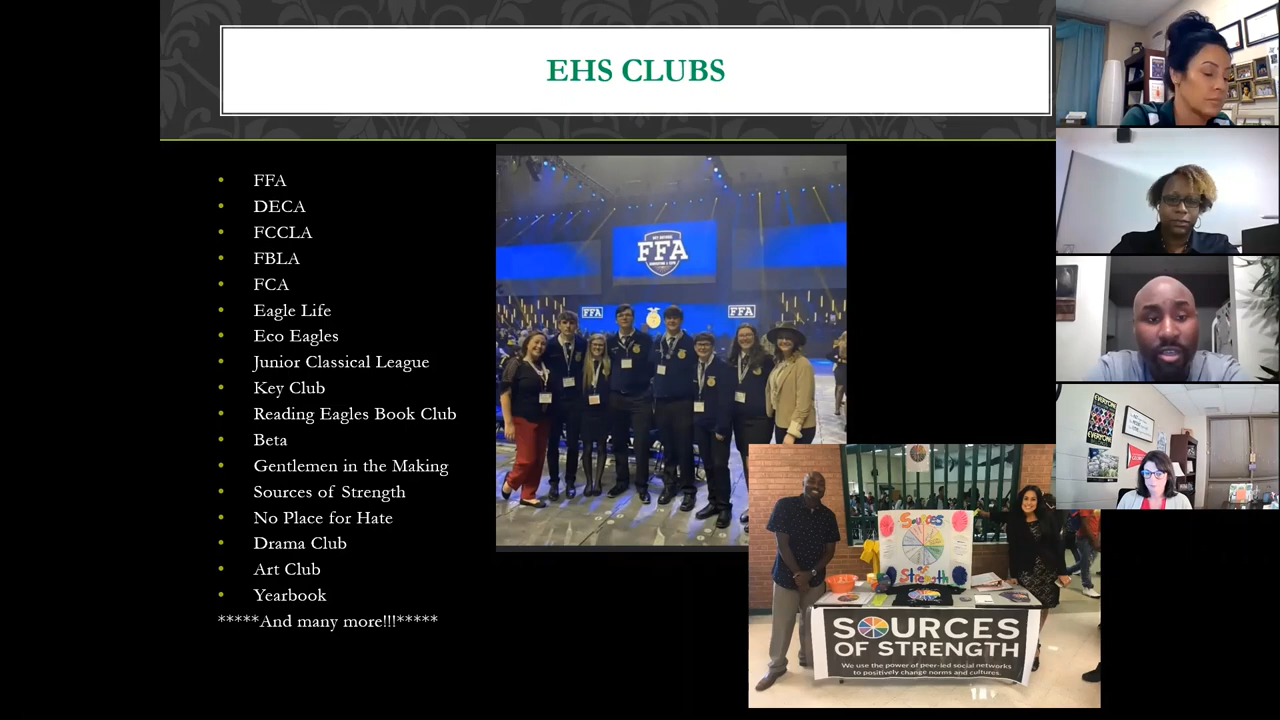 EHS CLUBS
FFA
DECA
FCCLA
FBLA
FCA
Eagle Life
Eco Eagles
Junior Classical League
Key Club
Reading Eagles Book Club
Beta
Gentlemen in the Making
Sources of Strength
No Place for Hate
Drama Club
Art Club
Yearbook
*****And many more!!!*****
FFA
FFA
FFA
Sources
of
Strength
SOURCES
OF STRENGTH
We use the power of peer-led social networks
to positively change norms and cultures.
EVERYONE
EVERYONE